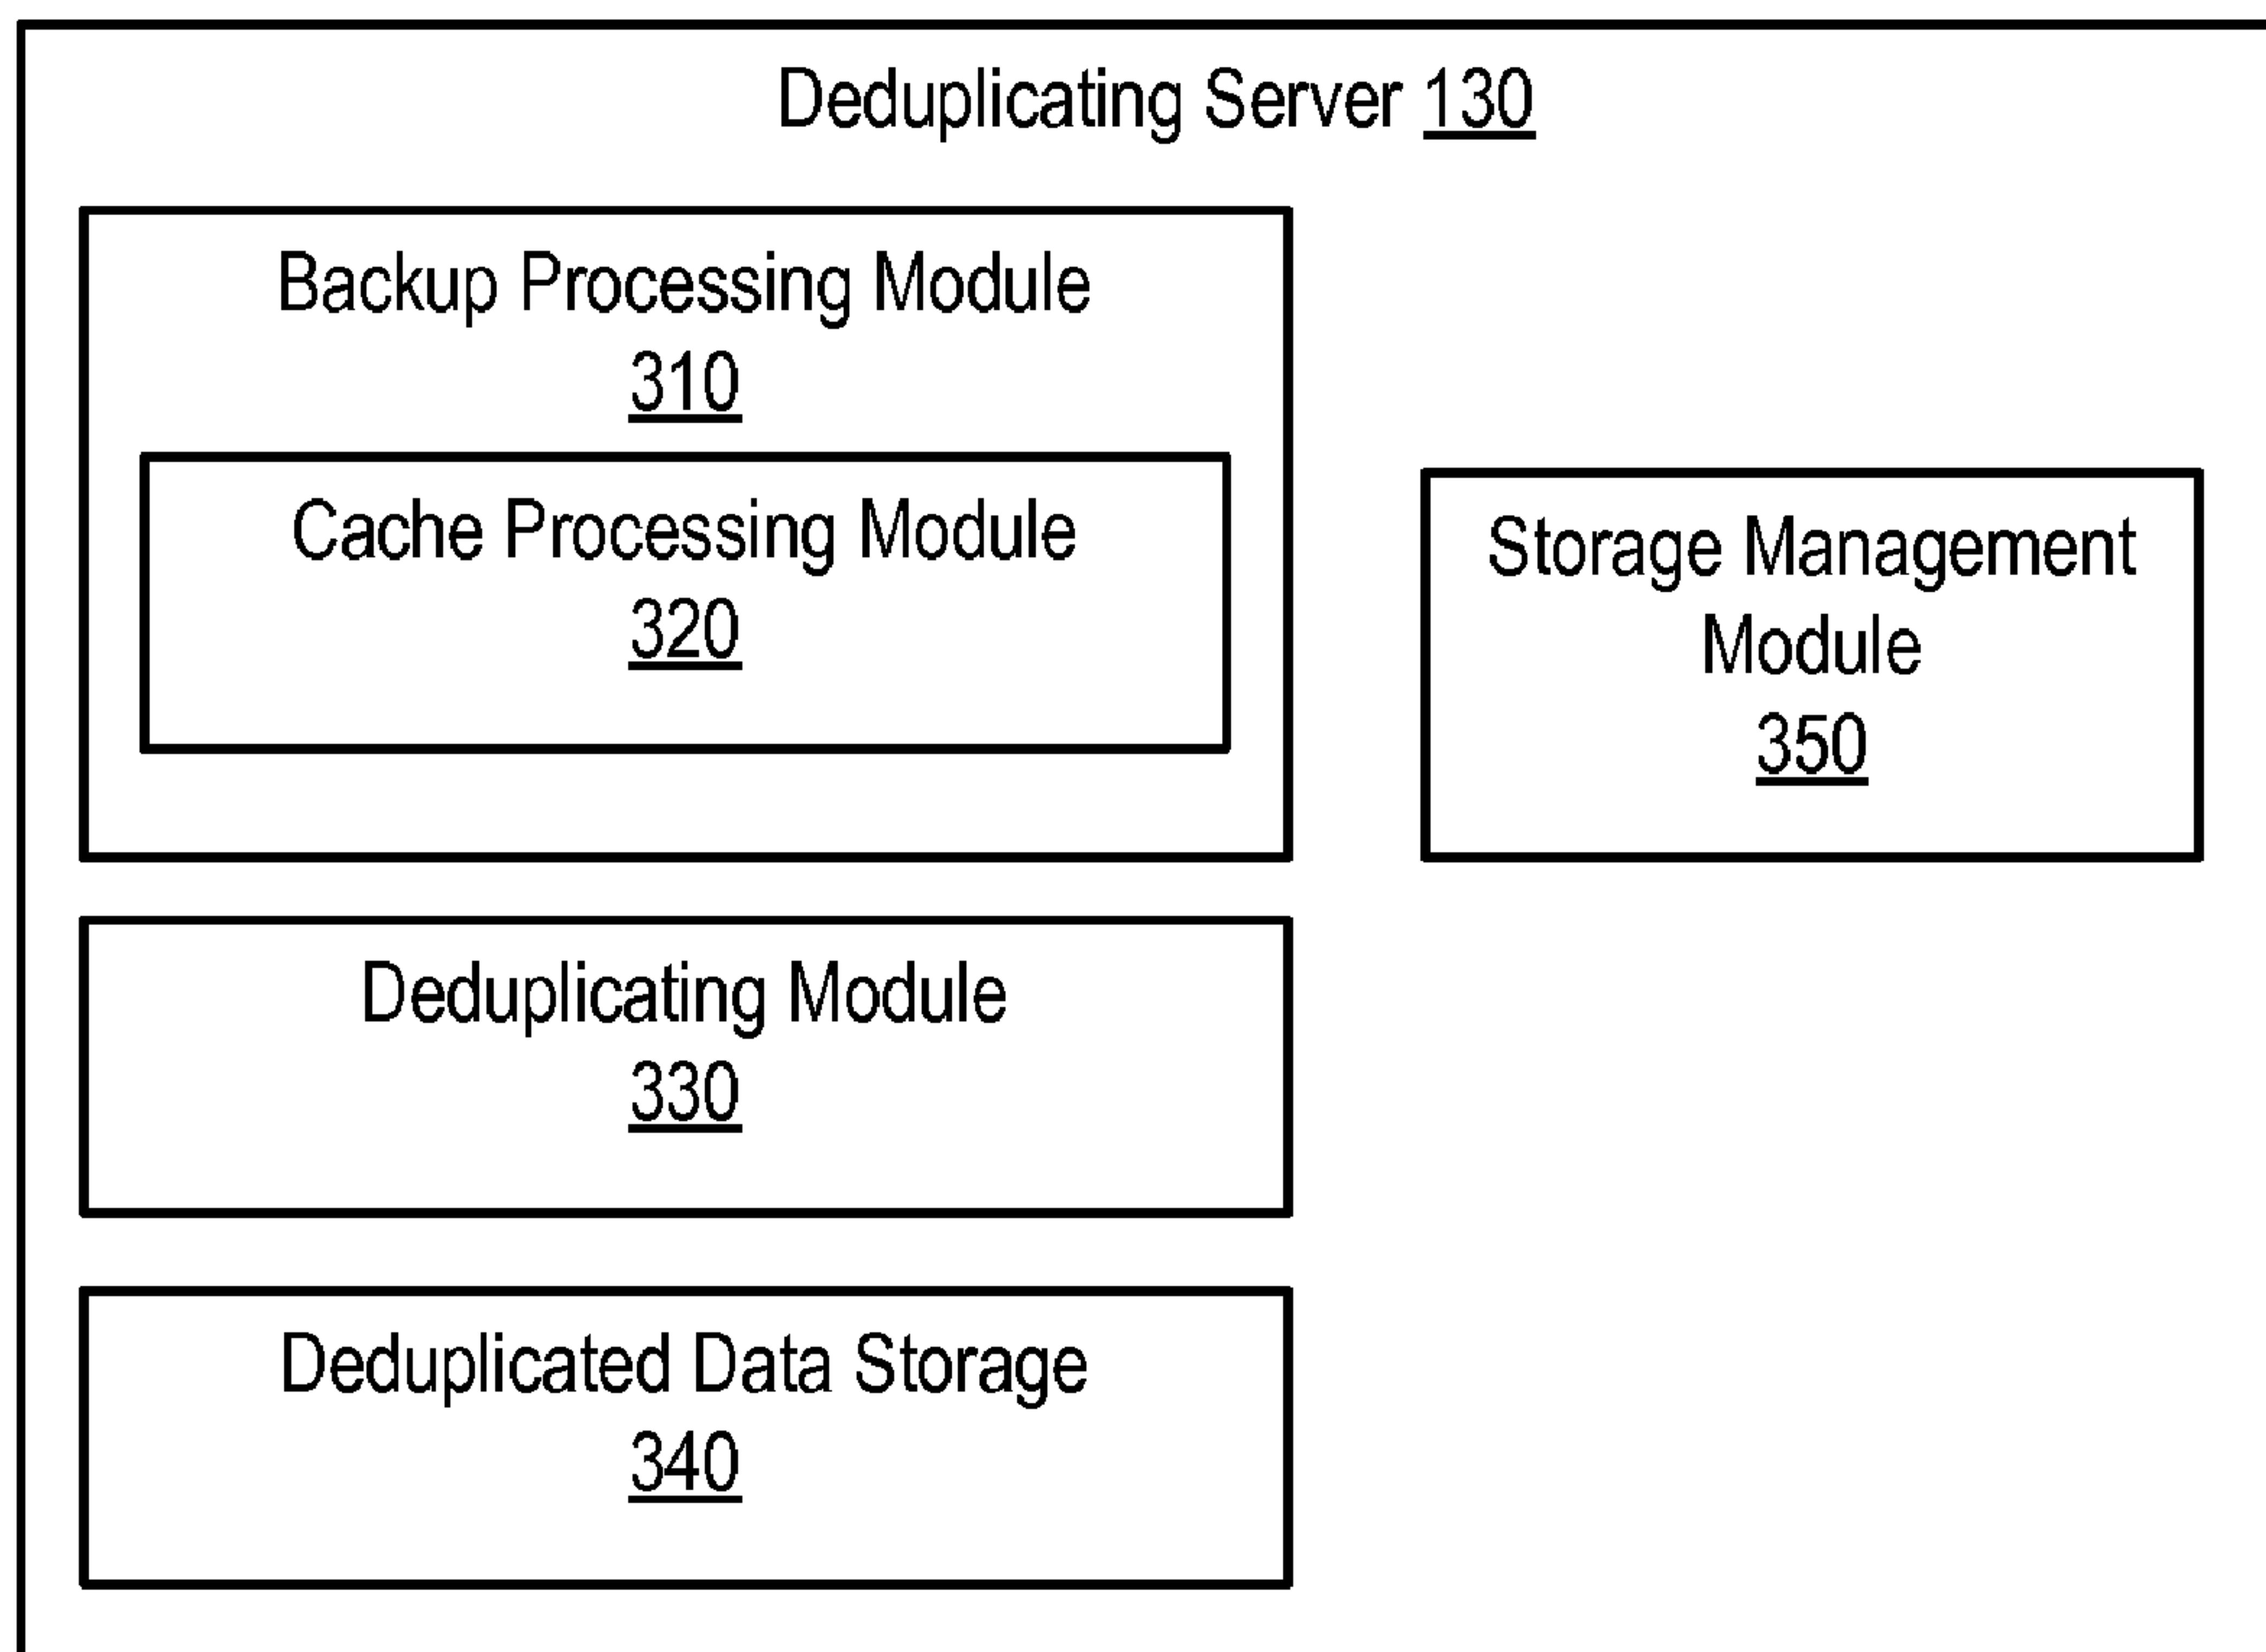 Deduplicating Server 130
Backup Processing Module
310
Cache Processing Module
320
Storage Management
Module
350
Deduplicating Module
330
Deduplicated Data Storage
340